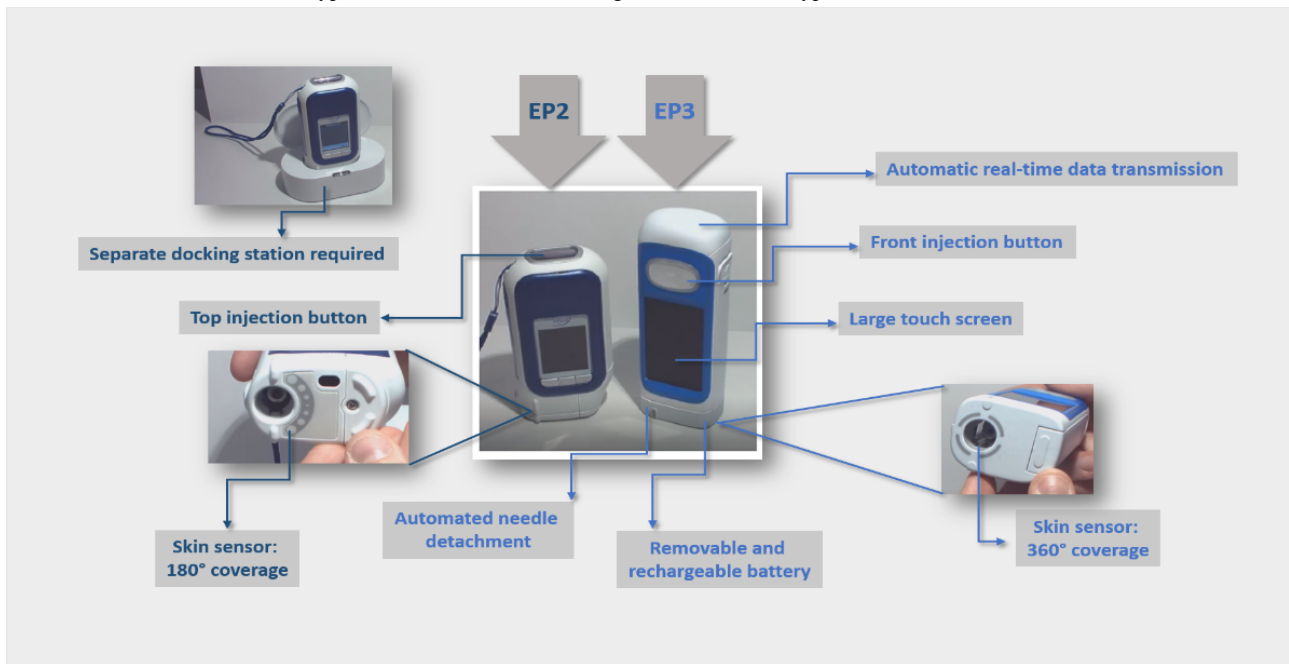 EP2
EP3
Automatic real-time data transmission
Separate docking station required
Front injection button
Top injection button
Large touch screen
Automated needle
detachment
Removable and
rechargeable battery
Skin sensor:
180° coverage
Skin sensor:
360° coverage